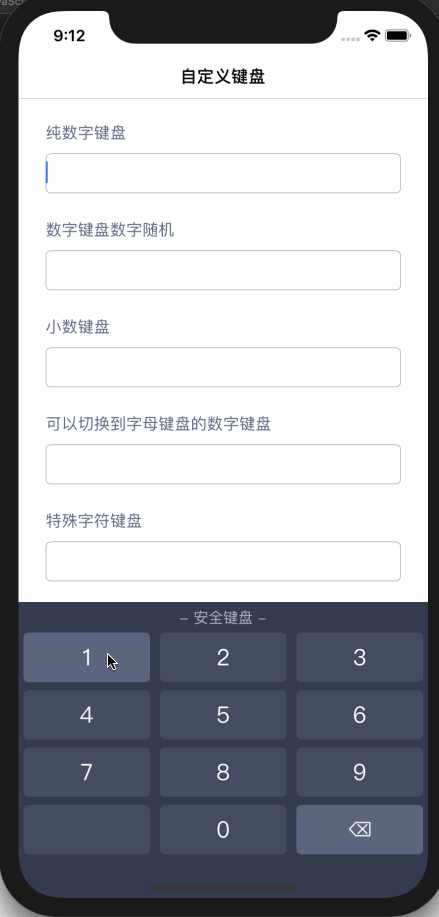 9:12
自定义键盘
纯数字键盘
数字键盘数字随机
小数键盘
可以切换到字母键盘的数字键盘
特殊字符键盘
– 安全键盘 –
1 2 3
4 5 6
7 8 9
0